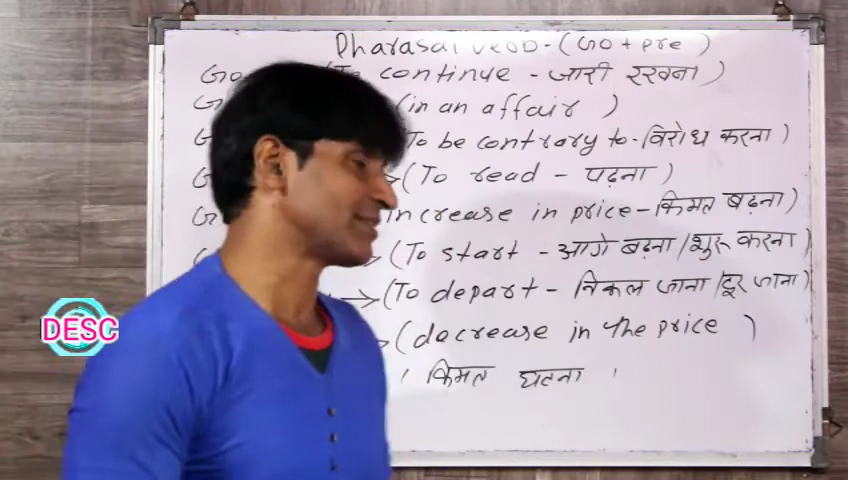 Pharasal verb - (Go + pre)
Go (To continue - जारी रखना)
(in an affair)
To be contrary to - विरोध करना)
(To read - पढ़ना)
increase in price - किमत बढ़ना)
(To start - आगे बढ़ना / शुरू करना)
(To depart - निकल जाना / दूर जाना)
(decrease in the price)
किमत घटना
DESC